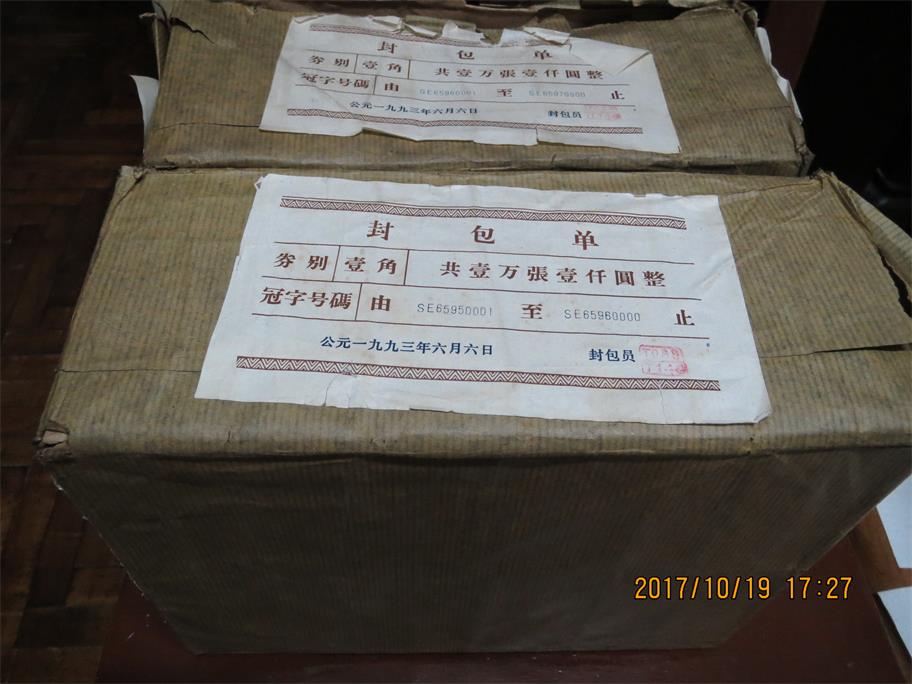 封包单
券别 壹角 共壹万張壹仟圓整
冠字号碼 由 SE65960001 至 SE65970000 止
公元一九九三年六月六日 封包员
封包单
券别 壹角 共壹万張壹仟圓整
冠字号碼 由 SE65950001 至 SE65960000 止
公元一九九三年六月六日 封包员
2017/10/19 17:27